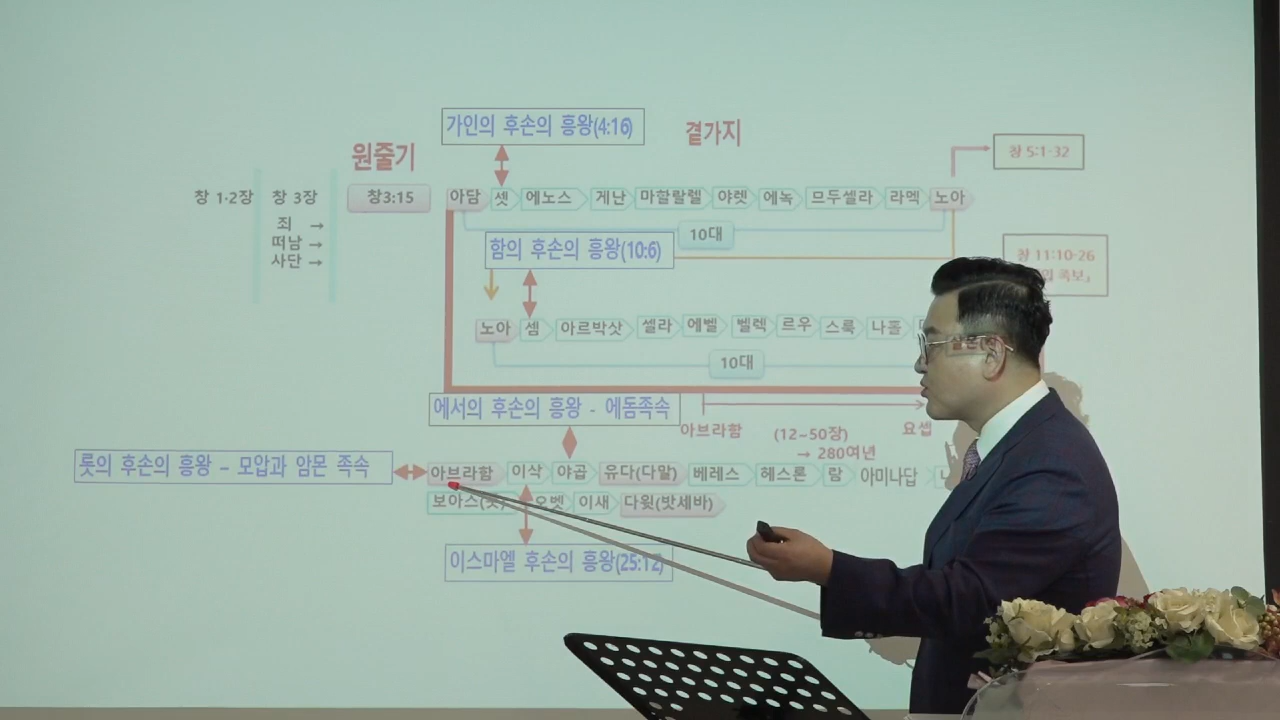 가인의 후손의 흥왕(4:16)
곁가지
원줄기
창 5:1-32
창 1·2장
창 3장
창3:15
아담 셋 에노스 게난 마할랄렐 야렛 에녹 므두셀라 라멕 노아
죄 →
떠남 →
사단 →
10대
함의 후손의 흥왕(10:6)
창 11:10-26
족보』
노아 셈 아르박삿 셀라 에벨 벨렉 르우 스룩 나홀
10대
에서의 후손의 흥왕 - 에돔족속
아브라함
(12~50장)
요셉
→ 280여년
롯의 후손의 흥왕 – 모압과 암몬 족속
아브라함 이삭 야곱 유다(다말) 베레스 헤스론 람 아미나답
보아스(룻) 오벳 이새 다윗(밧세바)
이스마엘 후손의 흥왕(25:12)